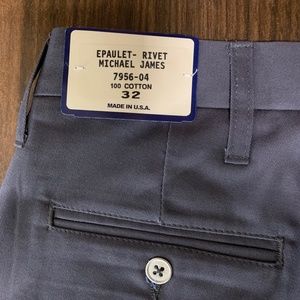 EPAULET- RIVET
MICHAEL JAMES
7956-04
100 COTTON
32
MADE IN U.S.A.